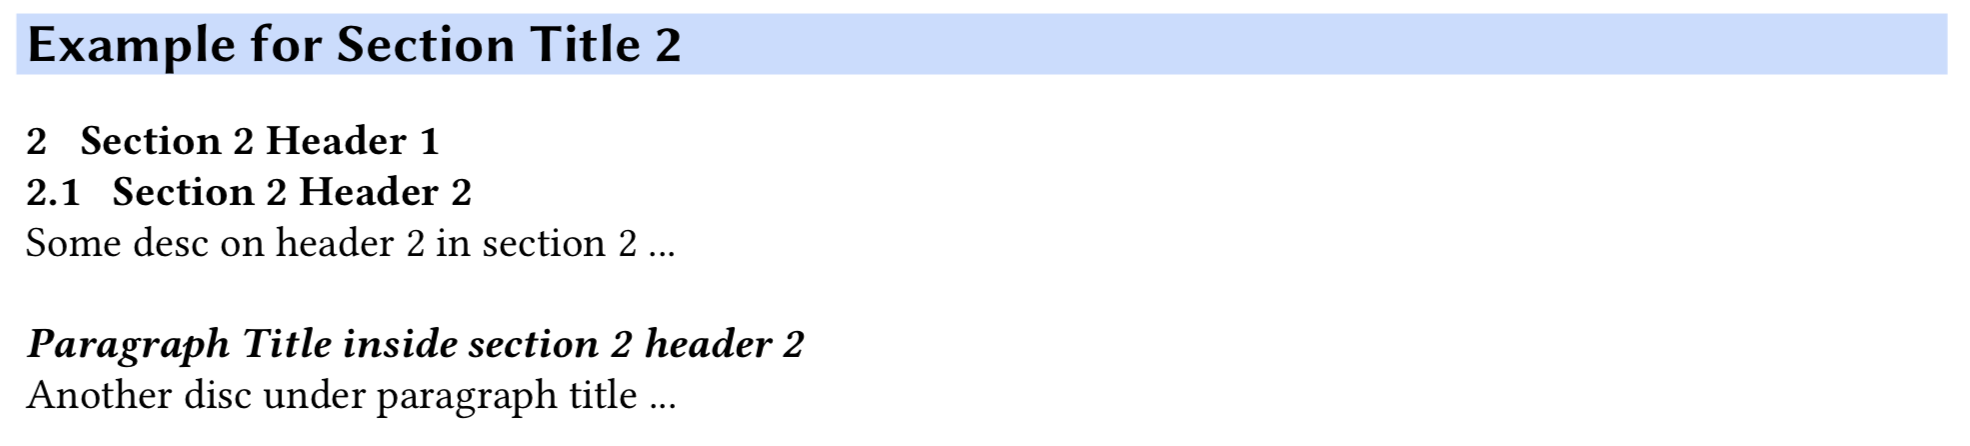 Example for Section Title 2
2 Section 2 Header 1
2.1 Section 2 Header 2
Some desc on header 2 in section 2 ...
Paragraph Title inside section 2 header 2
Another disc under paragraph title ...